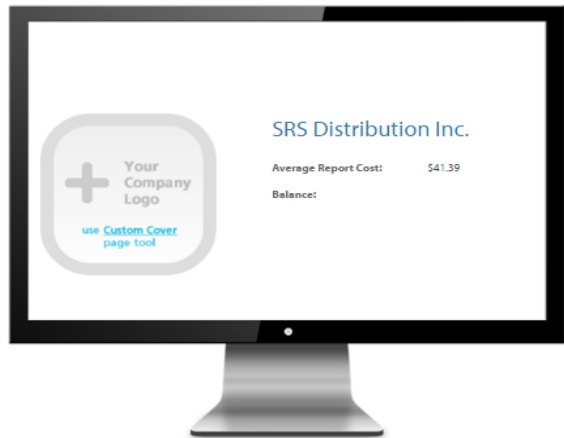 Your
Company
Logo
use Custom Cover
page tool
SRS Distribution Inc.
Average Report Cost: $41.39
Balance: